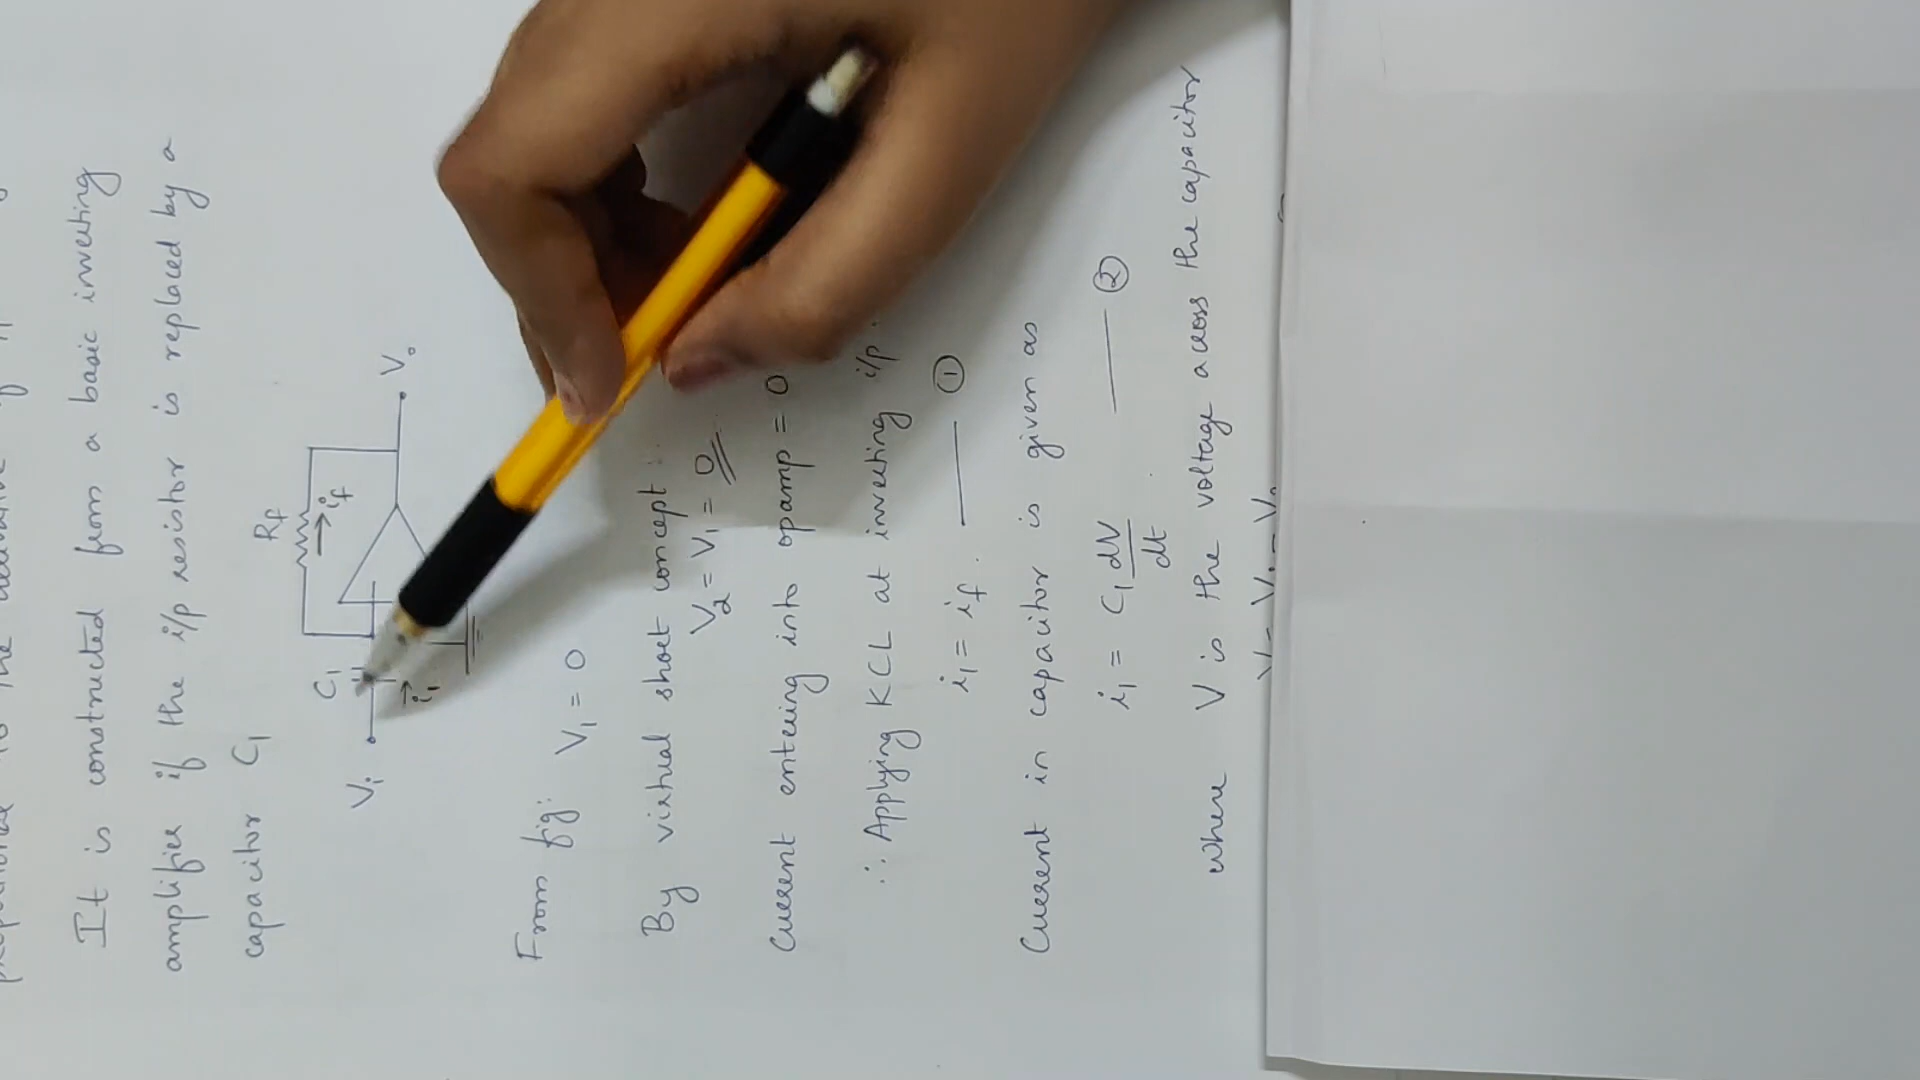 It is constructed from a basic inverting
amplifier if the i/p resistor is replaced by a
capacitor C1
Rf
if
C1
i1
Vi
Vo
From fig: V1 = 0
By virtual short concept :
V2 = V1 = 0
Current entering into opamp = 0
∴ Applying KCL at inverting i/p.
i1 = if. —— ①
Current in capacitor is given as
i1 = C1 dV/dt —— ②
where V is the voltage across the capacitor